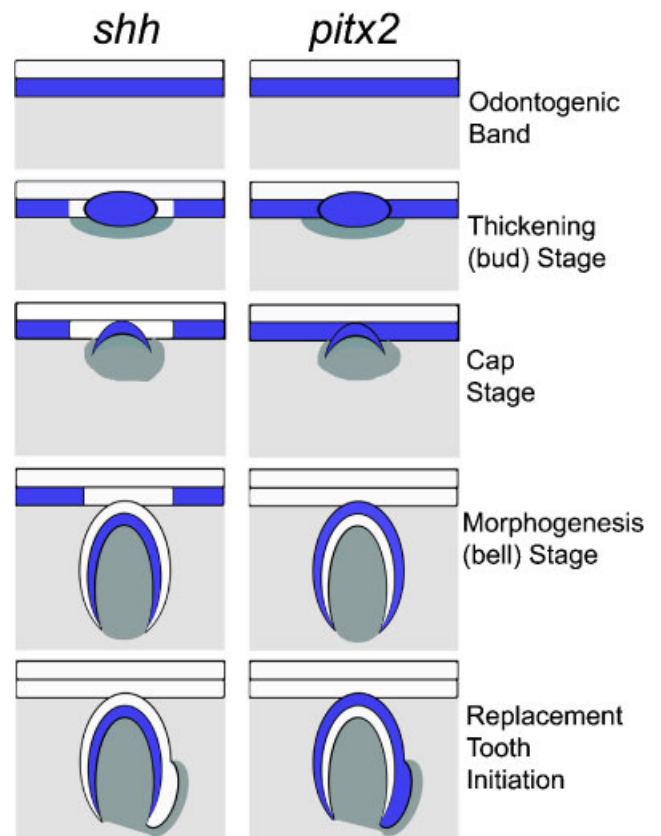 shh pitx2
Odontogenic
Band
Thickening
(bud) Stage
Cap
Stage
Morphogenesis
(bell) Stage
Replacement
Tooth
Initiation